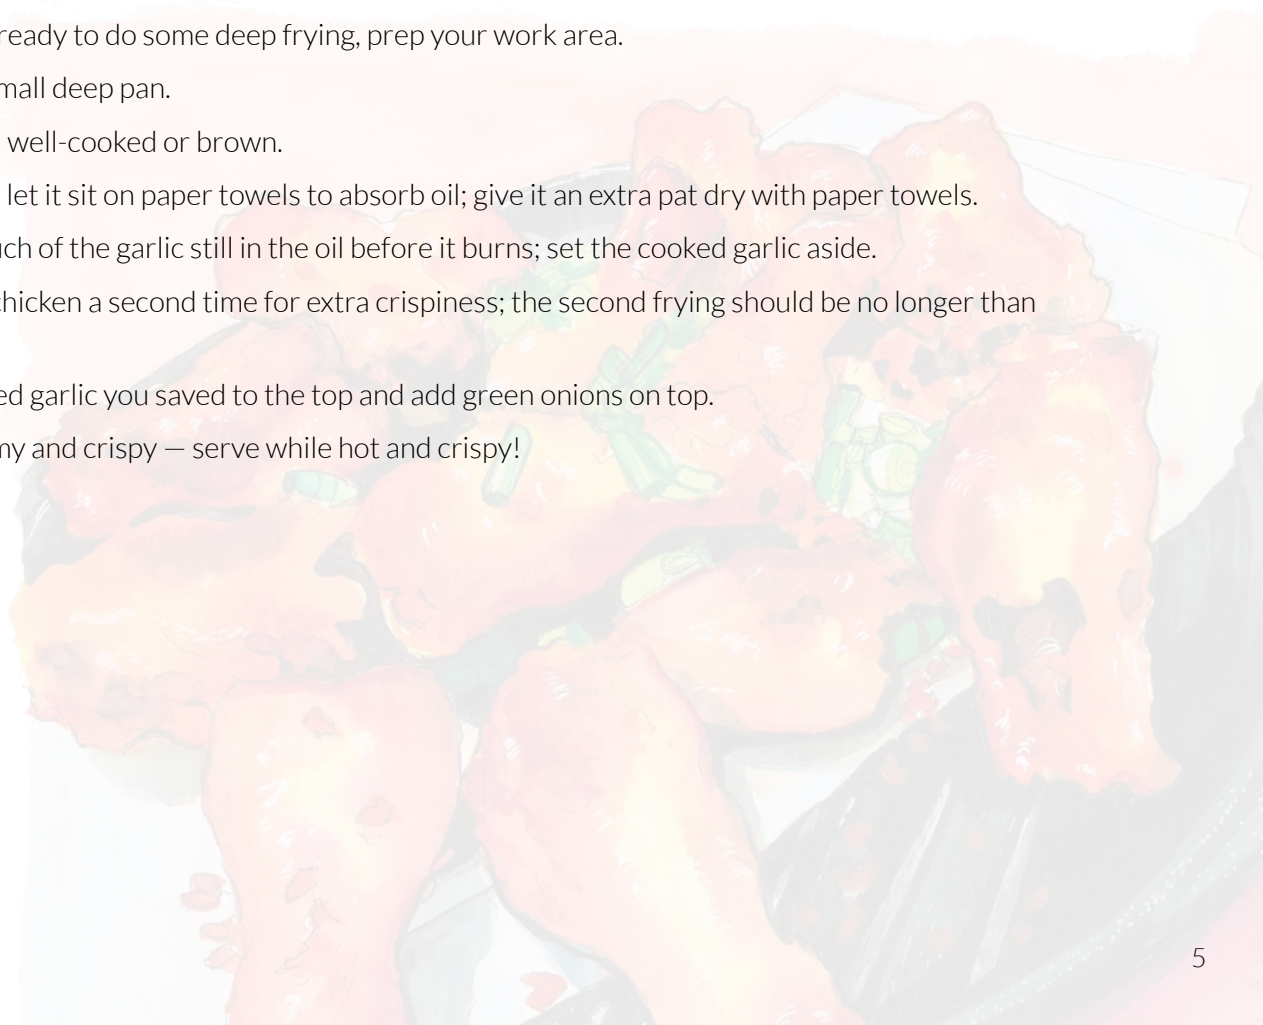 ready to do some deep frying, prep your work area.
mall deep pan.
well-cooked or brown.
let it sit on paper towels to absorb oil; give it an extra pat dry with paper towels.
uch of the garlic still in the oil before it burns; set the cooked garlic aside.
chicken a second time for extra crispiness; the second frying should be no longer than
ed garlic you saved to the top and add green onions on top.
my and crispy — serve while hot and crispy!
5